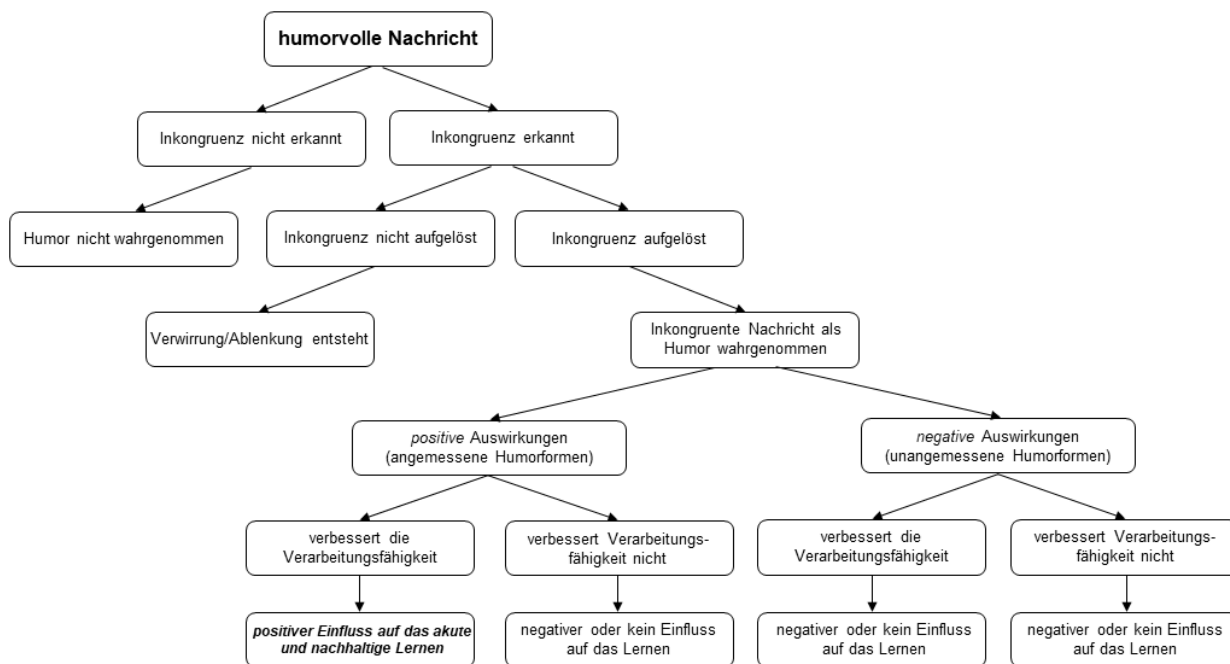 humorvolle Nachricht
Inkongruenz nicht erkannt
Inkongruenz erkannt
Humor nicht wahrgenommen
Inkongruenz nicht aufgelöst
Inkongruenz aufgelöst
Verwirrung/Ablenkung entsteht
Inkongruente Nachricht als
Humor wahrgenommen
positive Auswirkungen
(angemessene Humorformen)
negative Auswirkungen
(unangemessene Humorformen)
verbessert die
Verarbeitungsfähigkeit
verbessert Verarbeitungs-
fähigkeit nicht
verbessert die
Verarbeitungsfähigkeit
verbessert Verarbeitungs-
fähigkeit nicht
positiver Einfluss auf das akute
und nachhaltige Lernen
negativer oder kein Einfluss
auf das Lernen
negativer oder kein Einfluss
auf das Lernen
negativer oder kein Einfluss
auf das Lernen